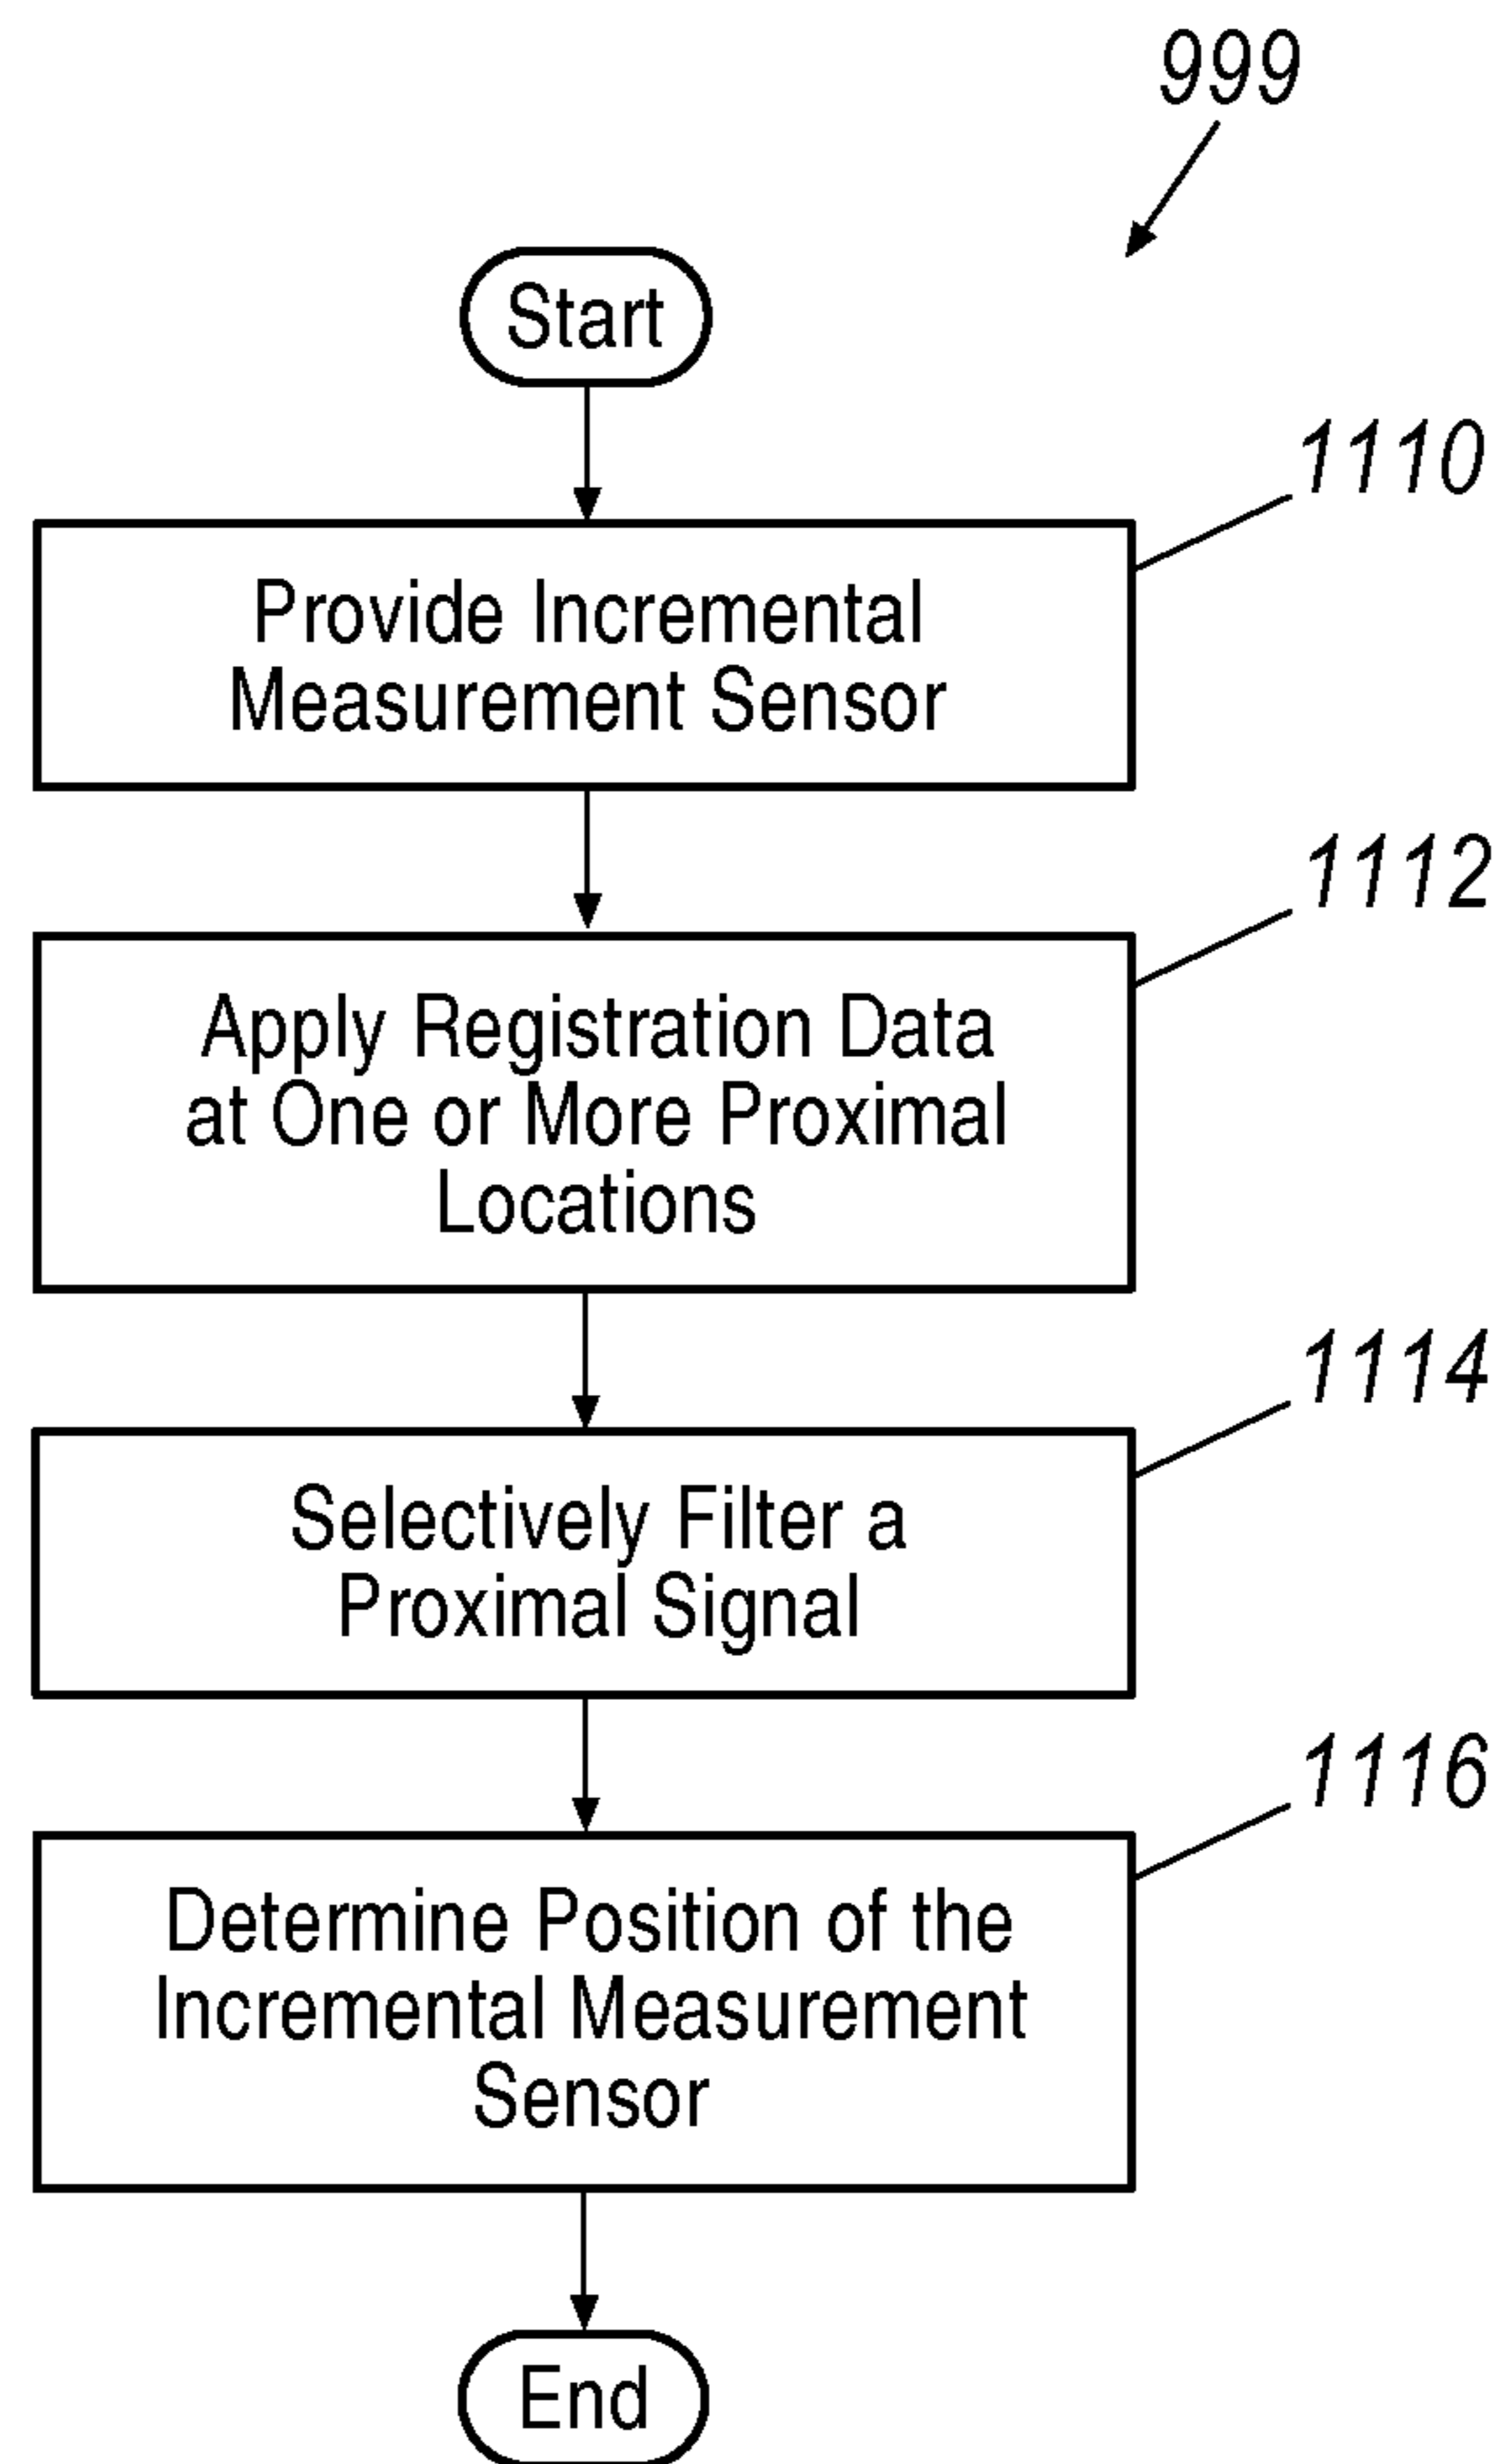 999
Start
1110
Provide Incremental
Measurement Sensor
1112
Apply Registration Data
at One or More Proximal
Locations
1114
Selectively Filter a
Proximal Signal
1116
Determine Position of the
Incremental Measurement
Sensor
End